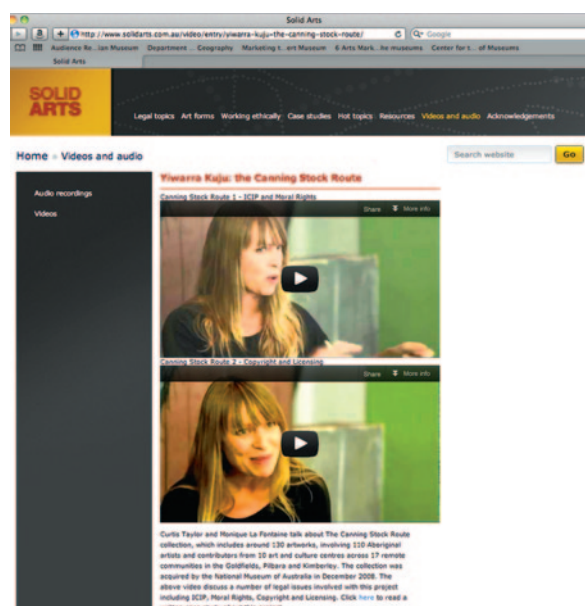 Solid Arts
http://www.solidarts.com.au/video/entry/yiwarra-kuju-the-canning-stock-route/
Google
Audience Re...ian Museum Department ... Geography Marketing t...ert Museum 6 Arts Mark...he museums Center for t... of Museums
Solid Arts
SOLID
ARTS
Legal topics Art forms Working ethically Case studies Hot topics Resources Videos and audio Acknowledgements
Home » Videos and audio
Search website
Go
Audio recordings
Videos
Yiwarra Kuju: the Canning Stock Route
Canning Stock Route 1 - ICIP and Moral Rights
Share More info
Canning Stock Route 2 - Copyright and Licensing
Share More info
Curtis Taylor and Monique La Fontaine talk about The Canning Stock Route
collection, which includes around 130 artworks, involving 110 Aboriginal
artists and contributors from 10 art and culture centres across 17 remote
communities in the Goldfields, Pilbara and Kimberley. The collection was
acquired by the National Museum of Australia in December 2008. The
above video discuss a number of legal issues involved with this project
including ICIP, Moral Rights, Copyright and Licensing. Click here to read a